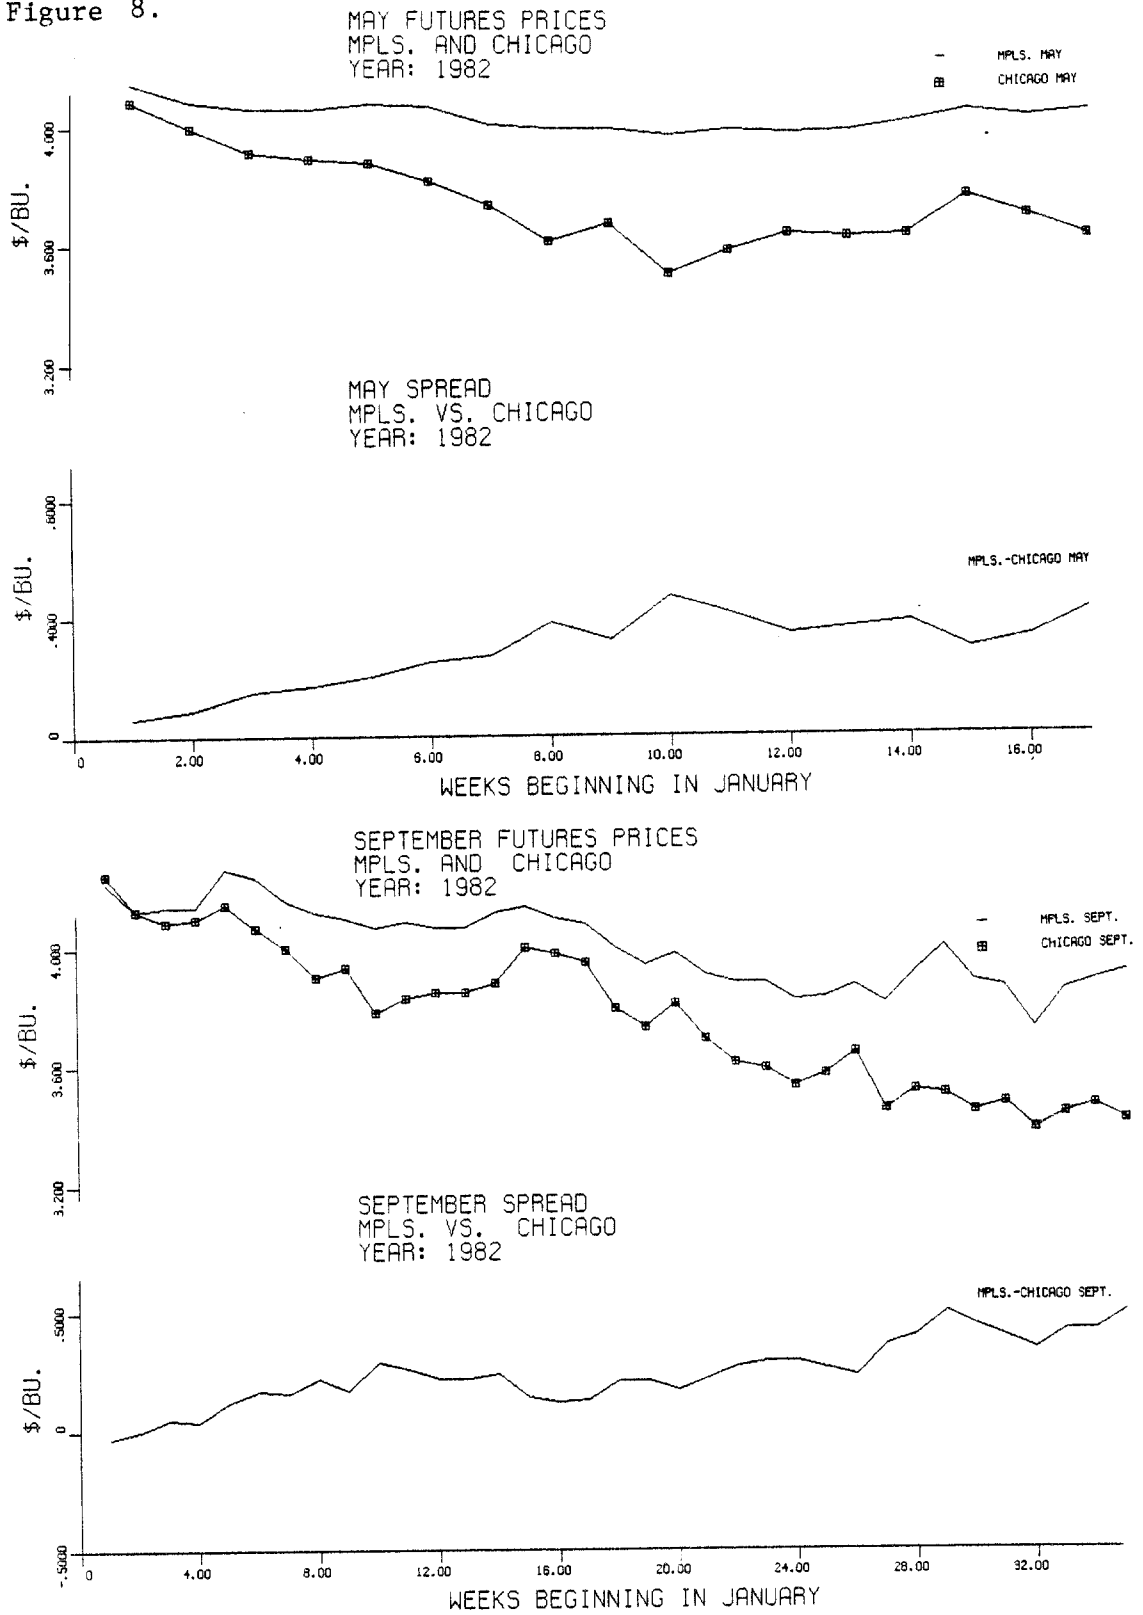 Figure 8.
MAY FUTURES PRICES
MPLS. AND CHICAGO
YEAR: 1982
MPLS. MAY
CHICAGO MAY
4.000
3.600
3.200
$/BU.
MAY SPREAD
MPLS. VS. CHICAGO
YEAR: 1982
MPLS.-CHICAGO MAY
.8000
.4000
0
$/BU.
0 2.00 4.00 6.00 8.00 10.00 12.00 14.00 16.00
WEEKS BEGINNING IN JANUARY
SEPTEMBER FUTURES PRICES
MPLS. AND CHICAGO
YEAR: 1982
MPLS. SEPT.
CHICAGO SEPT.
4.000
3.600
3.200
$/BU.
SEPTEMBER SPREAD
MPLS. VS. CHICAGO
YEAR: 1982
MPLS.-CHICAGO SEPT.
.5000
0
-.5000
$/BU.
0 4.00 8.00 12.00 16.00 20.00 24.00 28.00 32.00
WEEKS BEGINNING IN JANUARY